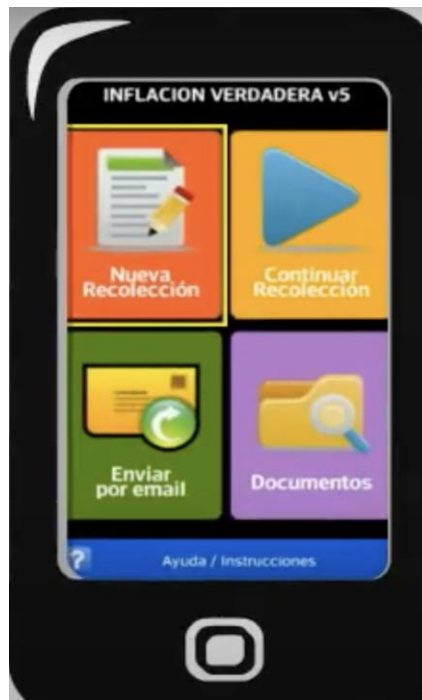 INFLACION VERDADERA v5
Nueva
Recolección
Continuar
Recolección
Enviar
por email
Documentos
? Ayuda / Instrucciones